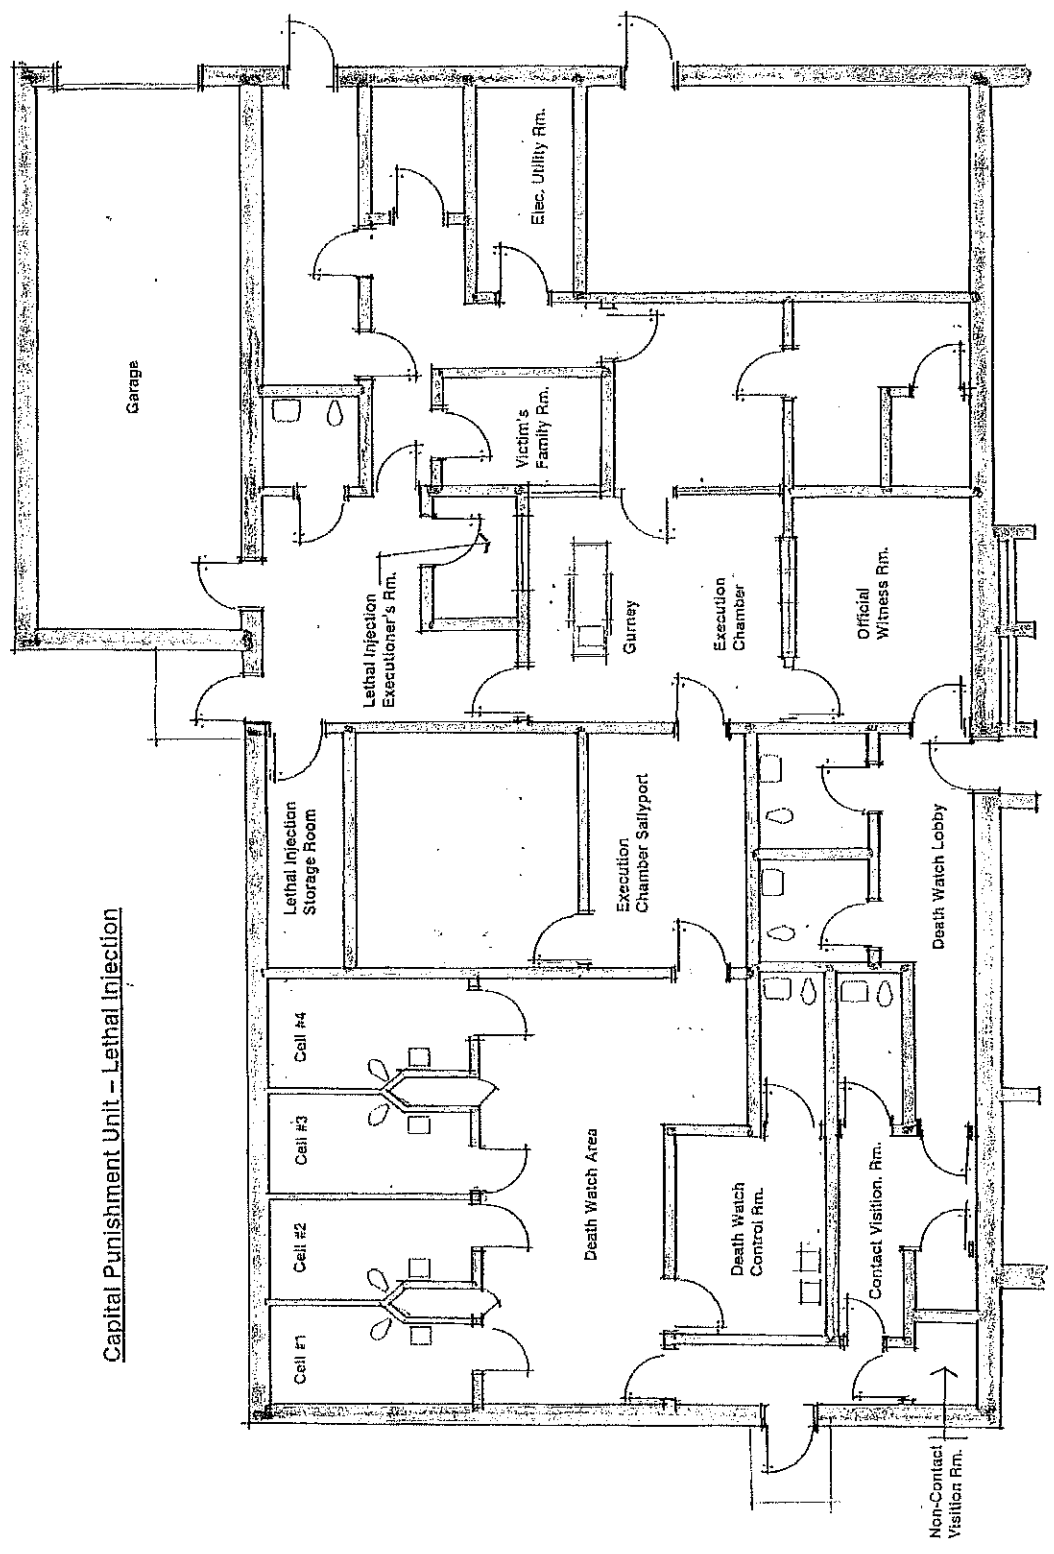 Capital Punishment Unit – Lethal Injection
Garage
Elec. Utility Rm.
Victim's
Family Rm.
Lethal Injection
Executioner's Rm.
Gurney
Execution
Chamber
Official
Witness Rm.
Lethal Injection
Storage Room
Execution
Chamber Sallyport
Death Watch Lobby
Cell #4
Cell #3
Cell #2
Cell #1
Death Watch Area
Death Watch
Control Rm.
Contact Visition. Rm.
Non-Contact
Visition Rm.